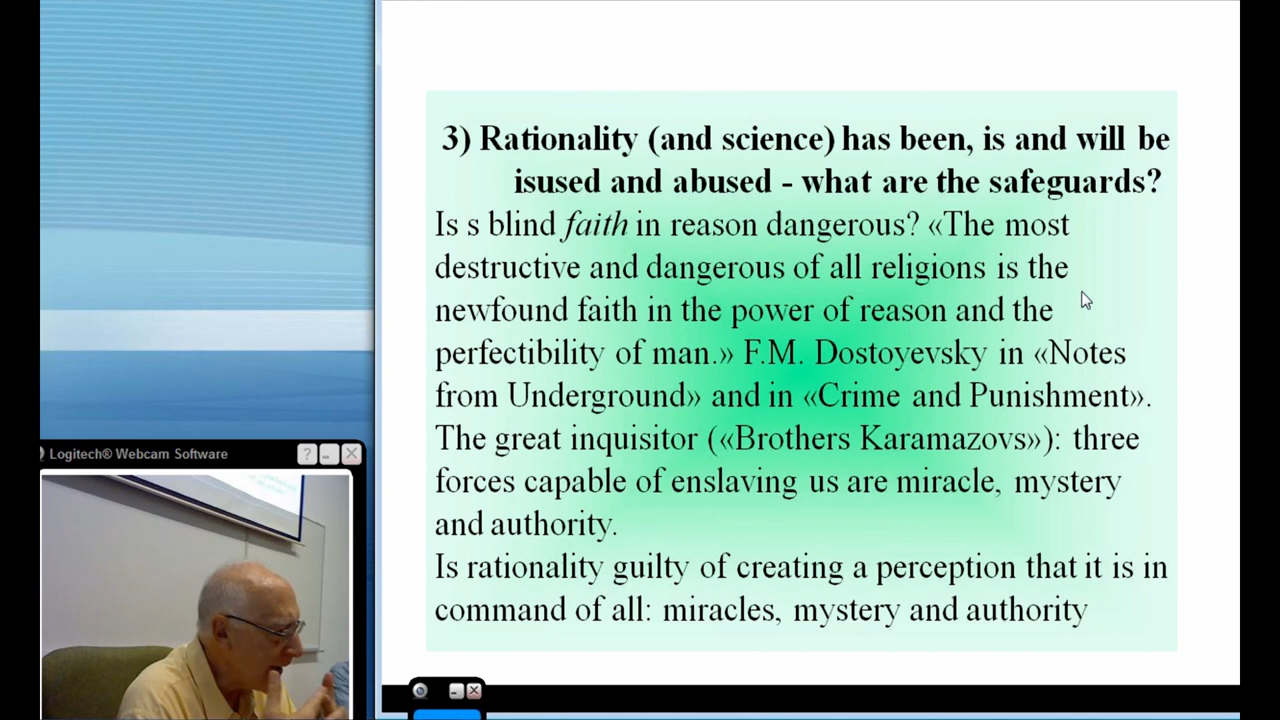 3) Rationality (and science) has been, is and will be
isused and abused - what are the safeguards?
Is s blind faith in reason dangerous? «The most
destructive and dangerous of all religions is the
newfound faith in the power of reason and the
perfectibility of man.» F.M. Dostoyevsky in «Notes
from Underground» and in «Crime and Punishment».
The great inquisitor («Brothers Karamazovs»): three
forces capable of enslaving us are miracle, mystery
and authority.
Is rationality guilty of creating a perception that it is in
command of all: miracles, mystery and authority
Logitech® Webcam Software